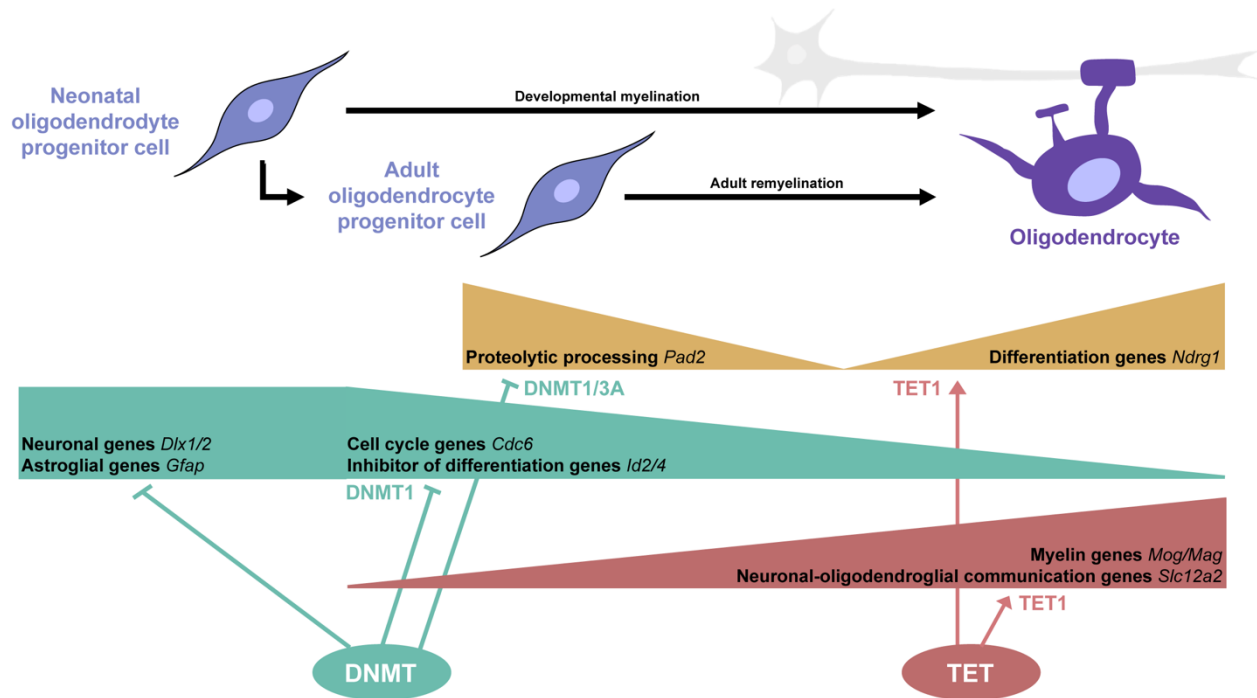 Neonatal
oligodendrodyte
progenitor cell
Developmental myelination
Adult
oligodendrocyte
progenitor cell
Adult remyelination
Oligodendrocyte
Proteolytic processing Pad2
Differentiation genes Ndrg1
DNMT1/3A
TET1
Neuronal genes Dlx1/2
Astroglial genes Gfap
Cell cycle genes Cdc6
Inhibitor of differentiation genes Id2/4
DNMT1
Myelin genes Mog/Mag
Neuronal-oligodendroglial communication genes Slc12a2
TET1
DNMT
TET